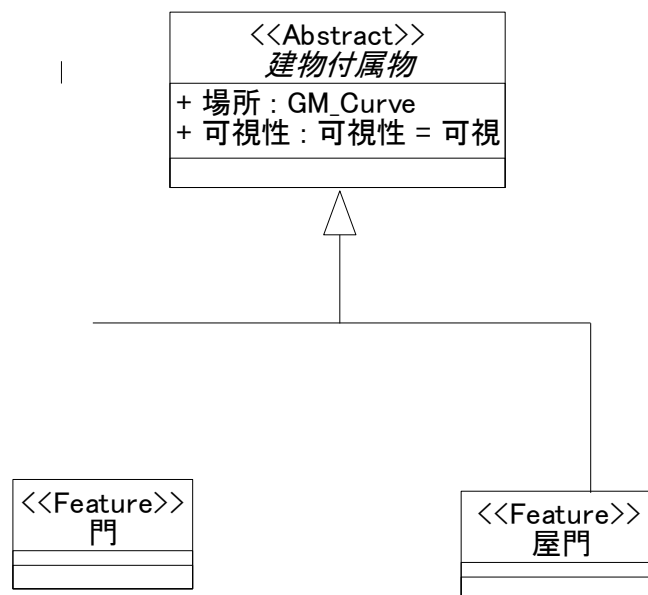 <<Abstract>>
建物付属物
+ 場所 : GM_Curve
+ 可視性 : 可視性 = 可視
<<Feature>>
門
<<Feature>>
屋門